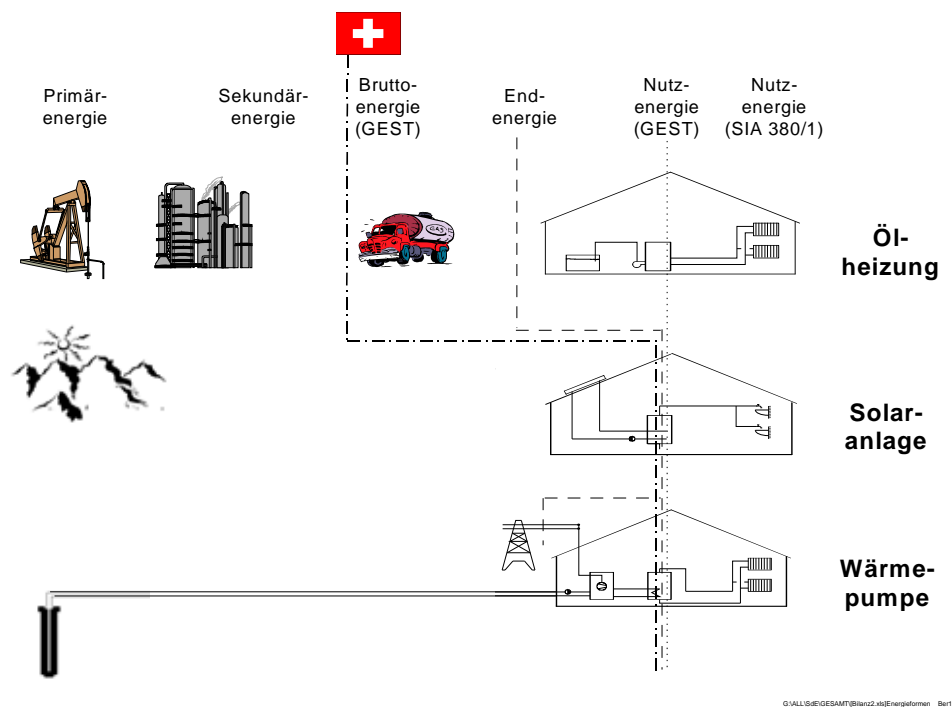 Primär-
energie
Sekundär-
energie
Brutto-
energie
(GEST)
End-
energie
Nutz-
energie
(GEST)
Nutz-
energie
(SIA 380/1)
GAS
Öl-
heizung
Solar-
anlage
Wärme-
pumpe
G:\ALL\SdE\GESAMT\[Bilanz2.xls]Energieformen